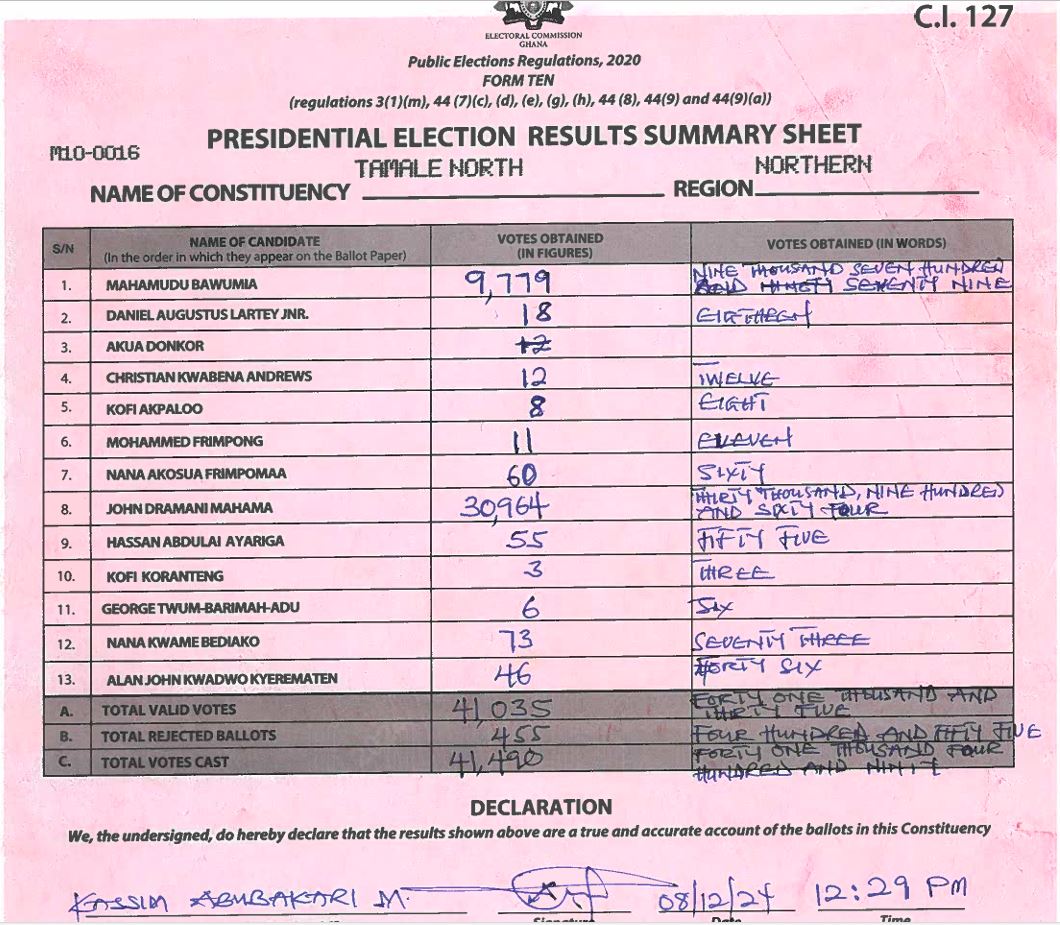 C.I. 127
ELECTORAL COMMISSION
GHANA
Public Elections Regulations, 2020
FORM TEN
(regulations 3(1)(m), 44 (7)(c), (d), (e), (g), (h), 44 (8), 44(9) and 44(9)(a))
PRESIDENTIAL ELECTION RESULTS SUMMARY SHEET
M10-0016
TAMALE NORTH NORTHERN
NAME OF CONSTITUENCY REGION
S/N NAME OF CANDIDATE (In the order in which they appear on the Ballot Paper) VOTES OBTAINED (IN FIGURES) VOTES OBTAINED (IN WORDS)
1. MAHAMUDU BAWUMIA 9,779 NINE THOUSAND SEVEN HUNDRED
AND NINETY SEVENTY NINE
2. DANIEL AUGUSTUS LARTEY JNR. 18 EIGTHEEN
3. AKUA DONKOR 12
4. CHRISTIAN KWABENA ANDREWS 12 TWELVE
5. KOFI AKPALOO 8 EIGHT
6. MOHAMMED FRIMPONG 11 ELEVEN
7. NANA AKOSUA FRIMPOMAA 60 SIXTY
8. JOHN DRAMANI MAHAMA 30,964 THIRTY THOUSAND, NINE HUNDRED
AND SIXTY FOUR
9. HASSAN ABDULAI AYARIGA 55 FIFTY FIVE
10. KOFI KORANTENG 3 THREE
11. GEORGE TWUM-BARIMAH-ADU 6 SIX
12. NANA KWAME BEDIAKO 73 SEVENTY THREE
13. ALAN JOHN KWADWO KYEREMATEN 46 FORTY SIX
A. TOTAL VALID VOTES 41,035 FORTY ONE THOUSAND AND
THIRTY FIVE
B. TOTAL REJECTED BALLOTS 455 FOUR HUNDRED AND FIFTY FIVE
C. TOTAL VOTES CAST 41,490 FORTY ONE THOUSAND FOUR
HUNDRED AND NINTY
DECLARATION
We, the undersigned, do hereby declare that the results shown above are a true and accurate account of the ballots in this Constituency
KASSIM ABUBAKARI M. 08/12/24 12:29 PM
Signature Date Time